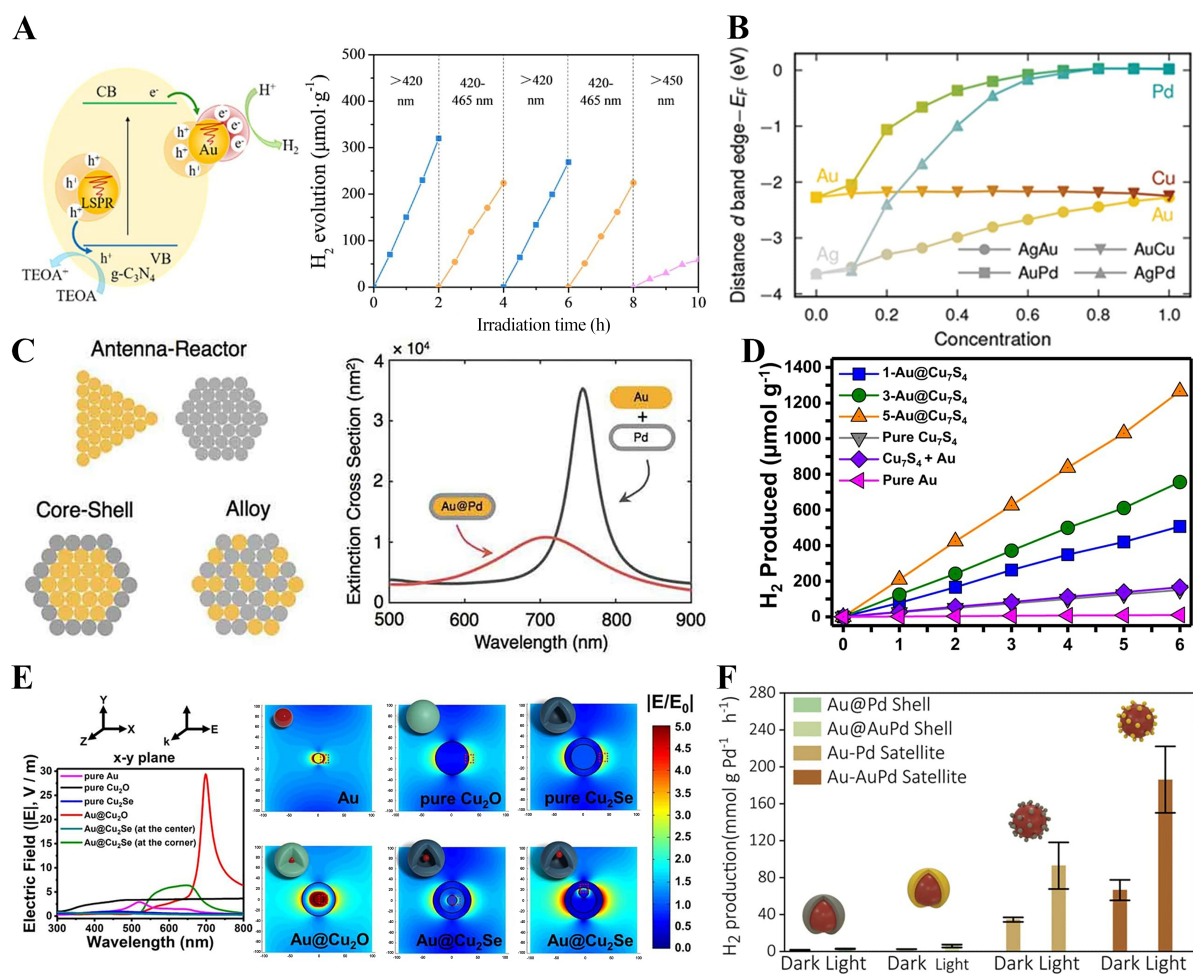 A
CB
e-
H+
e-
e-
e-
e-
h+
h+
h+
Au
H2
h+
h+
h+
LSPR
h+
VB
TEOA+
g-C3N4
TEOA
H2 evolution (μmol·g-1)
500
400
300
200
100
0
>420
nm
420-
465 nm
>420
nm
420-
465 nm
>450
nm
0 2 4 6 8 10
Irradiation time (h)
B
Distance d band edge−EF (eV)
0
−1
−2
−3
−4
Au
Ag
Pd
Cu
Au
AgAu
AuCu
AuPd
AgPd
0.0 0.2 0.4 0.6 0.8 1.0
Concentration
C
Antenna-Reactor
Core-Shell
Alloy
× 10^4
Extinction Cross Section (nm2)
4
3
2
1
0
Au
+
Pd
Au@Pd
500 600 700 800 900
Wavelength (nm)
D
H2 Produced (μmol g-1)
1400
1200
1000
800
600
400
200
0
1-Au@Cu7S4
3-Au@Cu7S4
5-Au@Cu7S4
Pure Cu7S4
Cu7S4 + Au
Pure Au
0 1 2 3 4 5 6
E
Y
X
Z
E
k
x-y plane
Electric Field (|E|, V / m)
30
25
20
15
10
5
0
pure Au
pure Cu2O
pure Cu2Se
Au@Cu2O
Au@Cu2Se (at the center)
Au@Cu2Se (at the corner)
300 400 500 600 700 800
Wavelength (nm)
Au
pure Cu2O
pure Cu2Se
Au@Cu2O
Au@Cu2Se
Au@Cu2Se
|E/E0|
5.0
4.5
4.0
3.5
3.0
2.5
2.0
1.5
1.0
0.5
0.0
F
H2 production(mmol g Pd-1 h-1)
280
240
200
160
120
80
40
0
Au@Pd Shell
Au@AuPd Shell
Au-Pd Satellite
Au-AuPd Satellite
Dark Light Dark Light Dark Light Dark Light